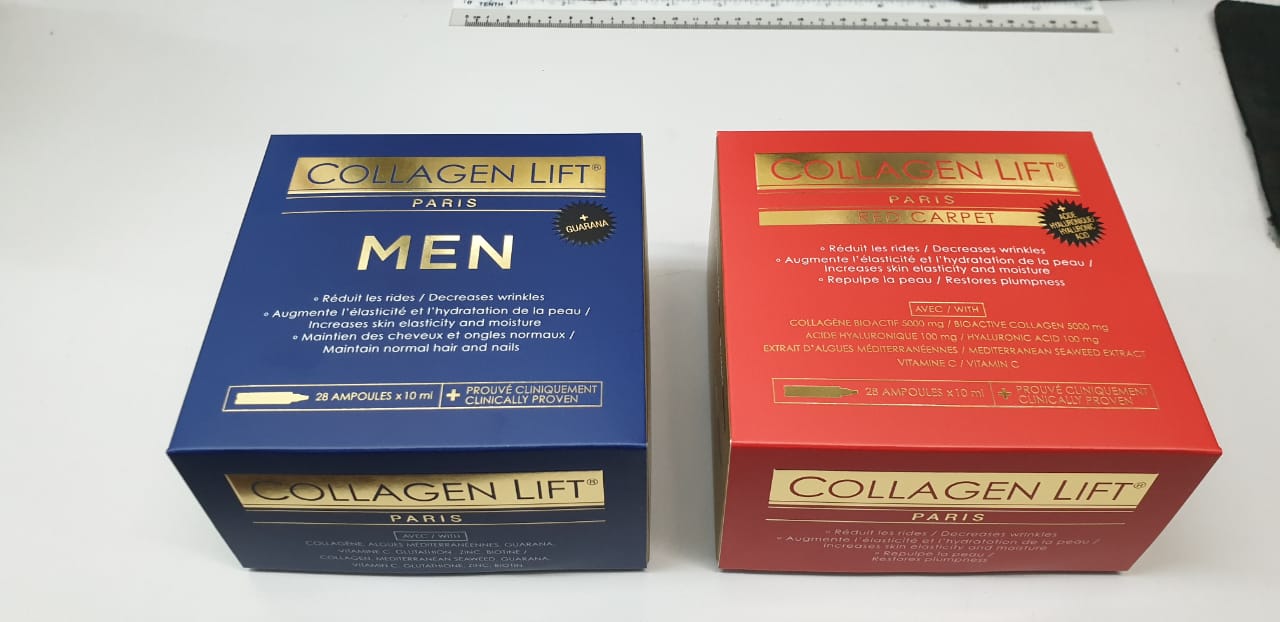 TENTH
COLLAGEN LIFT®
PARIS
+
GUARANA
MEN
Réduit les rides / Decreases wrinkles
Augmente l'élasticité et l'hydratation de la peau /
Increases skin elasticity and moisture
Maintien des cheveux et ongles normaux /
Maintain normal hair and nails
28 AMPOULES x 10 ml
+ PROUVÉ CLINIQUEMENT
CLINICALLY PROVEN
COLLAGEN LIFT®
PARIS
AVEC / WITH
COLLAGÈNE, ALGUES MÉDITERRANÉENNES, GUARANA,
VITAMINE C, GLUTATHION, ZINC, BIOTINE /
COLLAGEN, MEDITERRANEAN SEAWEED, GUARANA,
VITAMIN C, GLUTATHIONE, ZINC, BIOTIN
COLLAGEN LIFT®
PARIS
RED CARPET
+
ACIDE
HYALURONIQUE/
HYALURONIC
ACID
Réduit les rides / Decreases wrinkles
Augmente l'élasticité et l'hydratation de la peau /
Increases skin elasticity and moisture
Repulpe la peau / Restores plumpness
AVEC / WITH
COLLAGÈNE BIOACTIF 5000 mg / BIOACTIVE COLLAGEN 5000 mg
ACIDE HYALURONIQUE 100 mg / HYALURONIC ACID 100 mg
EXTRAIT D'ALGUES MÉDITERRANÉENNES / MEDITERRANEAN SEAWEED EXTRACT
VITAMINE C / VITAMIN C
28 AMPOULES x 10 ml
+ PROUVÉ CLINIQUEMENT
CLINICALLY PROVEN
COLLAGEN LIFT®
PARIS
Réduit les rides / Decreases wrinkles
Augmente l'élasticité et l'hydratation de la peau /
Increases skin elasticity and moisture
Repulpe la peau /
Restores plumpness